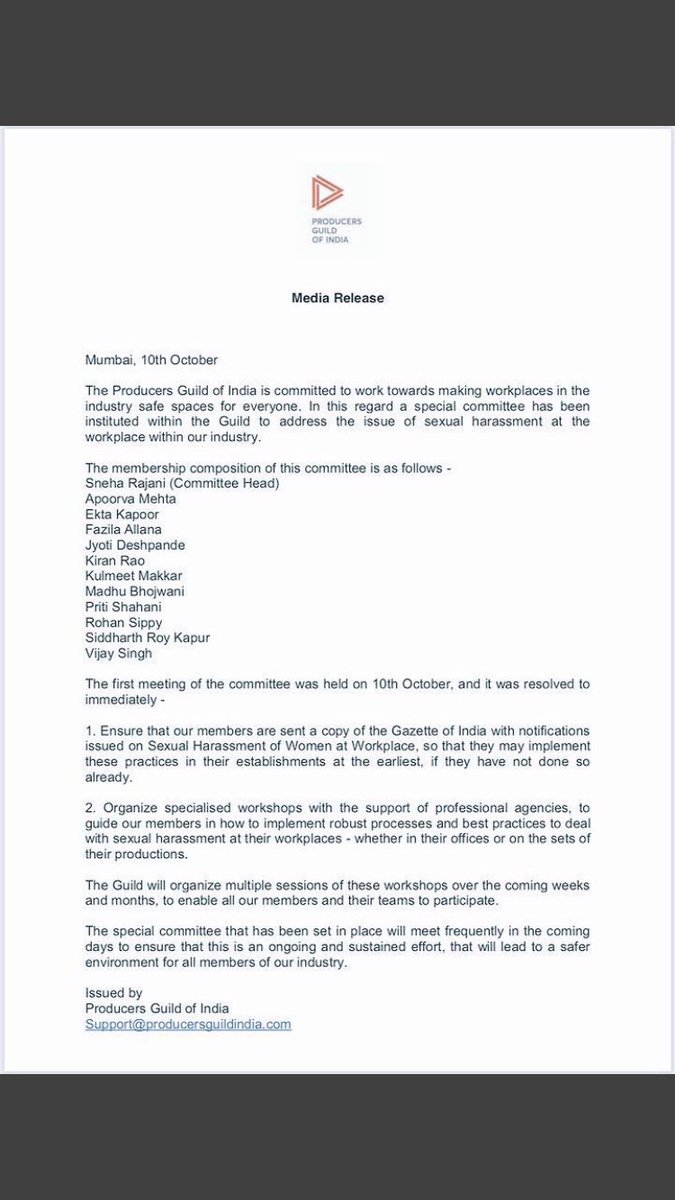 PRODUCERS
GUILD
OF INDIA
Media Release
Mumbai, 10th October
The Producers Guild of India is committed to work towards making workplaces in the
industry safe spaces for everyone. In this regard a special committee has been
instituted within the Guild to address the issue of sexual harassment at the
workplace within our industry.
The membership composition of this committee is as follows -
Sneha Rajani (Committee Head)
Apoorva Mehta
Ekta Kapoor
Fazila Allana
Jyoti Deshpande
Kiran Rao
Kulmeet Makkar
Madhu Bhojwani
Priti Shahani
Rohan Sippy
Siddharth Roy Kapur
Vijay Singh
The first meeting of the committee was held on 10th October, and it was resolved to
immediately -
1. Ensure that our members are sent a copy of the Gazette of India with notifications
issued on Sexual Harassment of Women at Workplace, so that they may implement
these practices in their establishments at the earliest, if they have not done so
already.
2. Organize specialised workshops with the support of professional agencies, to
guide our members in how to implement robust processes and best practices to deal
with sexual harassment at their workplaces - whether in their offices or on the sets of
their productions.
The Guild will organize multiple sessions of these workshops over the coming weeks
and months, to enable all our members and their teams to participate.
The special committee that has been set in place will meet frequently in the coming
days to ensure that this is an ongoing and sustained effort, that will lead to a safer
environment for all members of our industry.
Issued by
Producers Guild of India
Support@producersguildindia.com